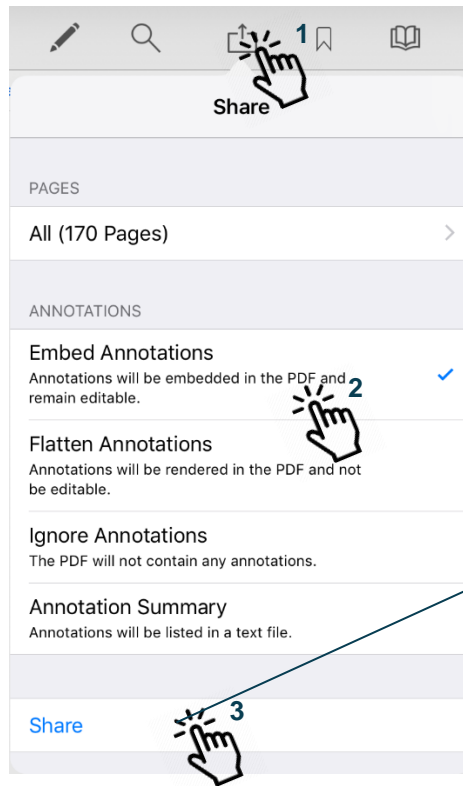 1
Share
PAGES
All (170 Pages)
ANNOTATIONS
Embed Annotations
Annotations will be embedded in the PDF and
remain editable.
2
Flatten Annotations
Annotations will be rendered in the PDF and not
be editable.
Ignore Annotations
The PDF will not contain any annotations.
Annotation Summary
Annotations will be listed in a text file.
Share
3